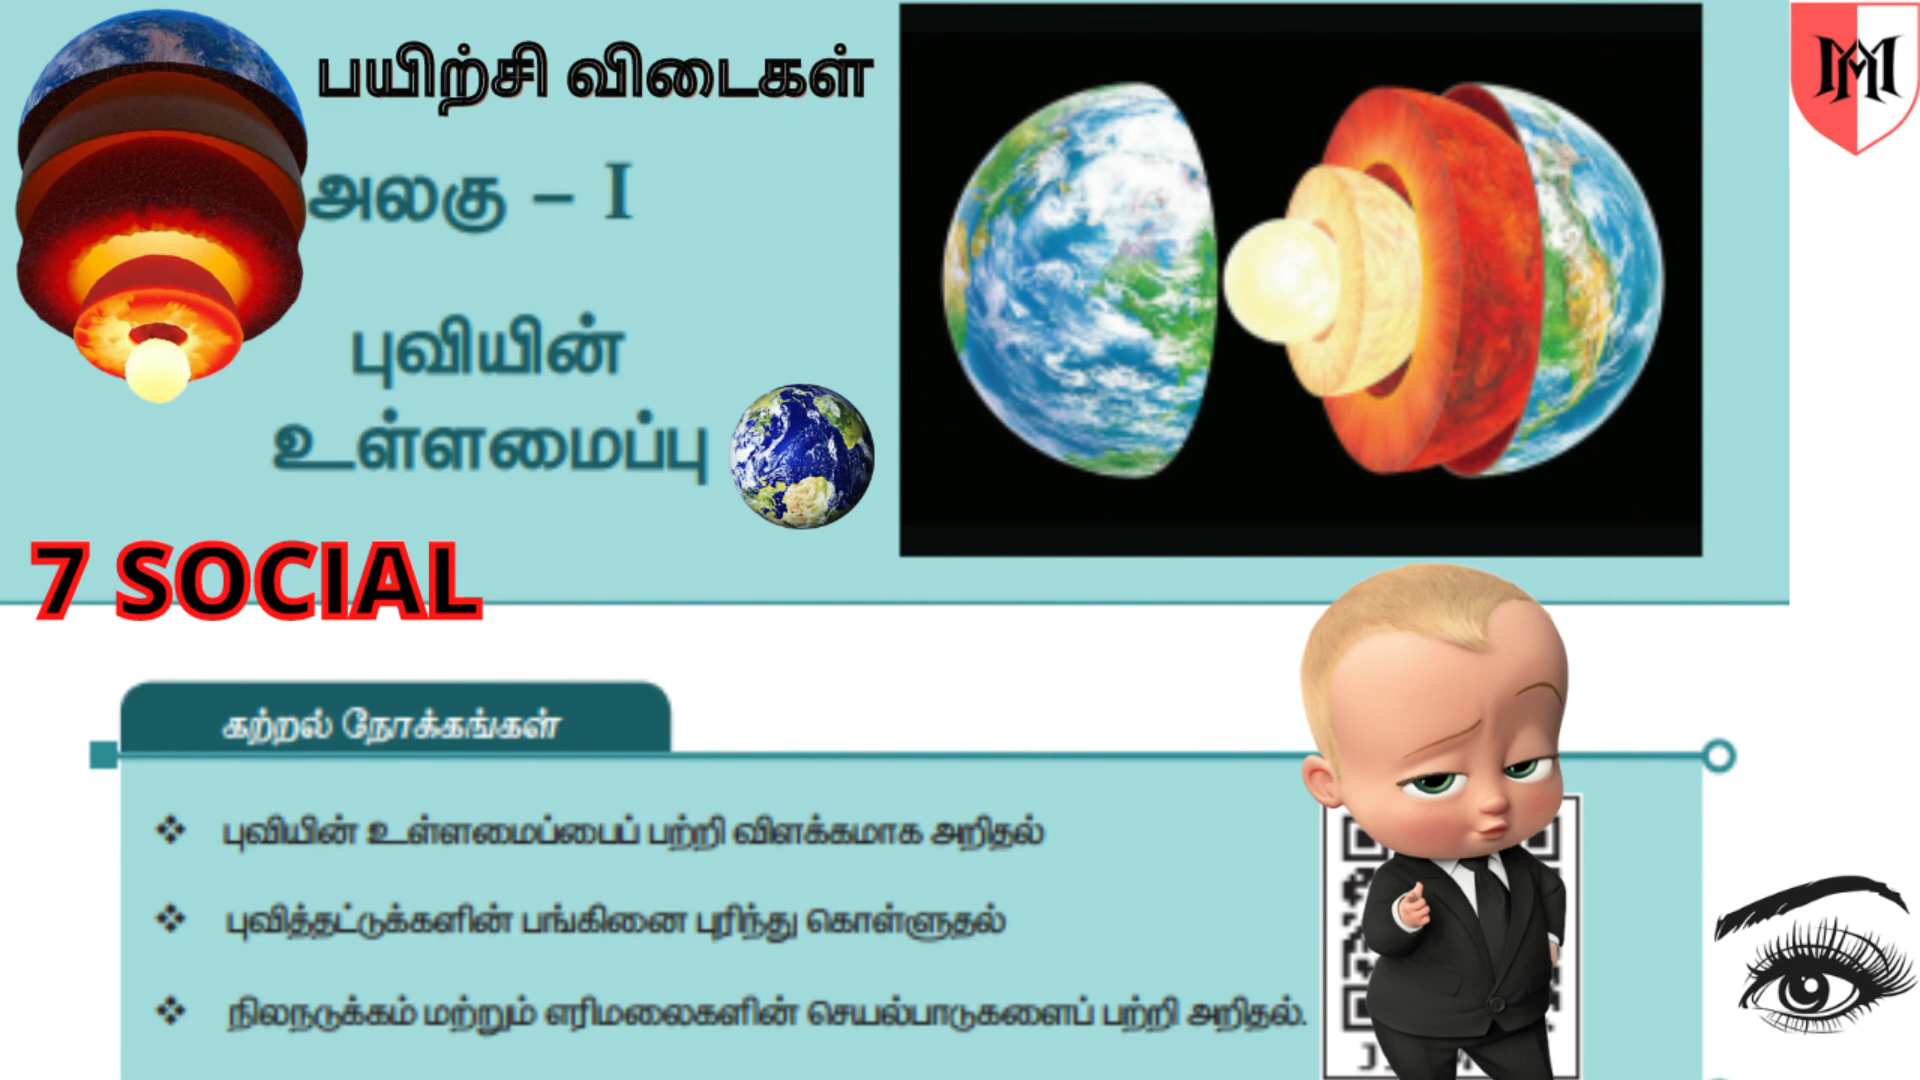 பயிற்சி விடைகள்
அலகு – I
புவியின்
உள்ளமைப்பு
7 SOCIAL
கற்றல் நோக்கங்கள்
❖ புவியின் உள்ளமைப்பைப் பற்றி விளக்கமாக அறிதல்
❖ புவித்தட்டுக்களின் பங்கினை புரிந்து கொள்ளுதல்
❖ நிலநடுக்கம் மற்றும் எரிமலைகளின் செயல்பாடுகளைப் பற்றி அறிதல்.